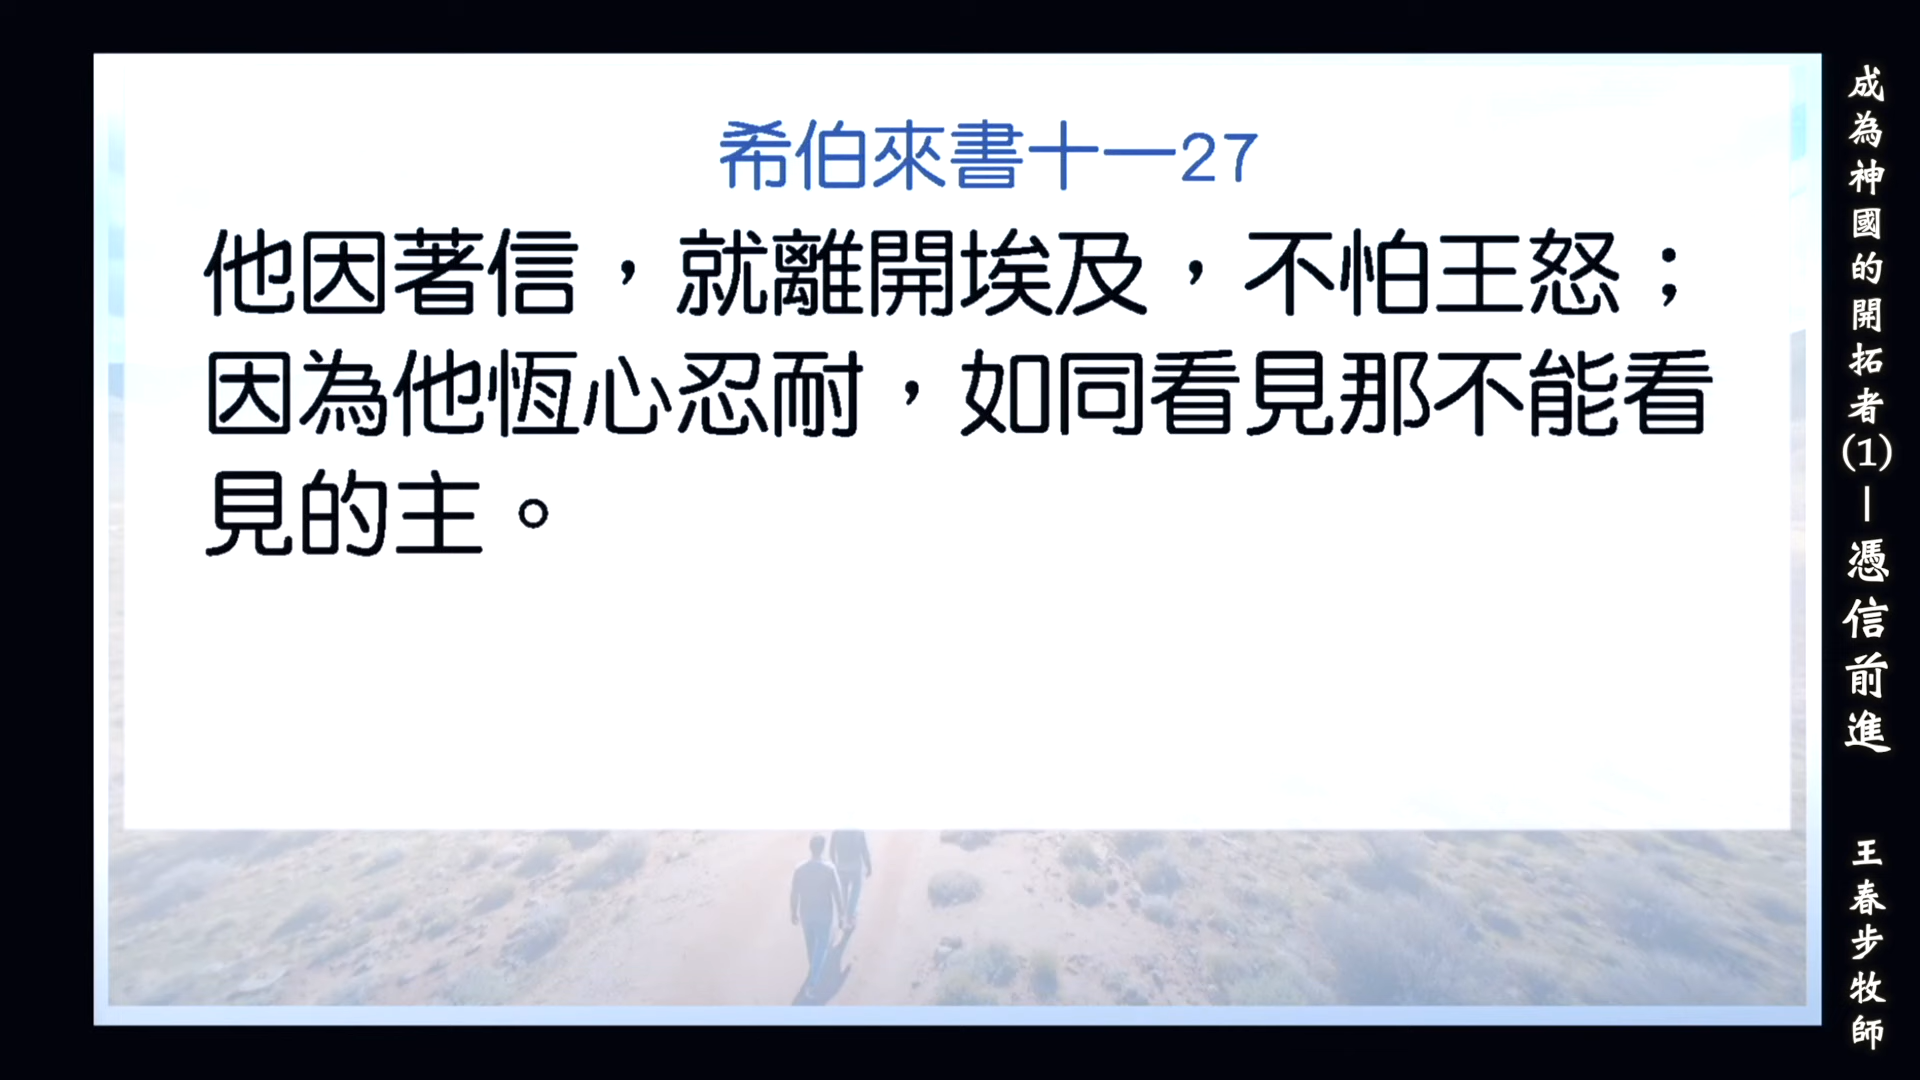 希伯來書十一27
他因著信，就離開埃及，不怕王怒；
因為他恆心忍耐，如同看見那不能看
見的主。
成為神國的開拓者(1)－憑信前進 王春步牧師